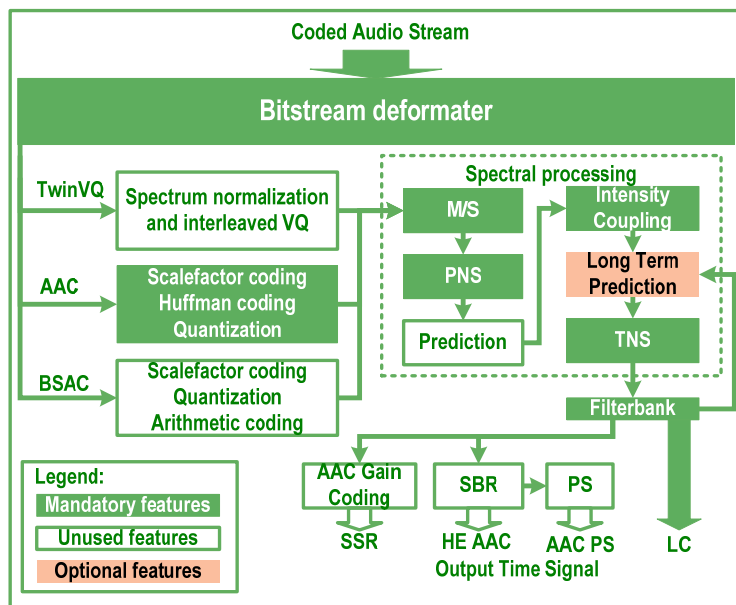 Coded Audio Stream
Bitstream deformater
TwinVQ
Spectrum normalization
and interleaved VQ
AAC
Scalefactor coding
Huffman coding
Quantization
BSAC
Scalefactor coding
Quantization
Arithmetic coding
Spectral processing
M/S
PNS
Prediction
Intensity
Coupling
Long Term
Prediction
TNS
Filterbank
AAC Gain
Coding
SBR
PS
SSR
HE AAC
AAC PS
LC
Output Time Signal
Legend:
Mandatory features
Unused features
Optional features